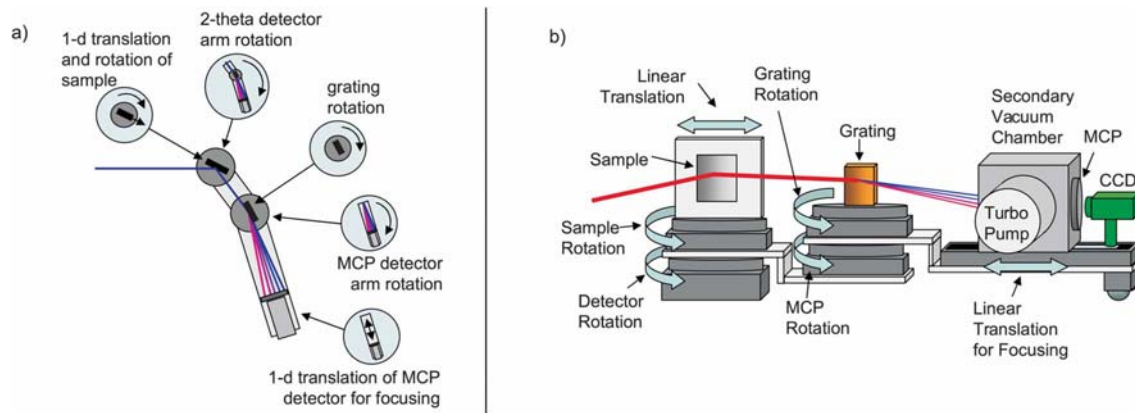 a)
1-d translation
and rotation of
sample
2-theta detector
arm rotation
grating
rotation
MCP detector
arm rotation
1-d translation of MCP
detector for focusing
b)
Linear
Translation
Grating
Rotation
Sample
Grating
Secondary
Vacuum
Chamber
MCP
CCD
Turbo
Pump
Sample
Rotation
Detector
Rotation
MCP
Rotation
Linear
Translation
for Focusing